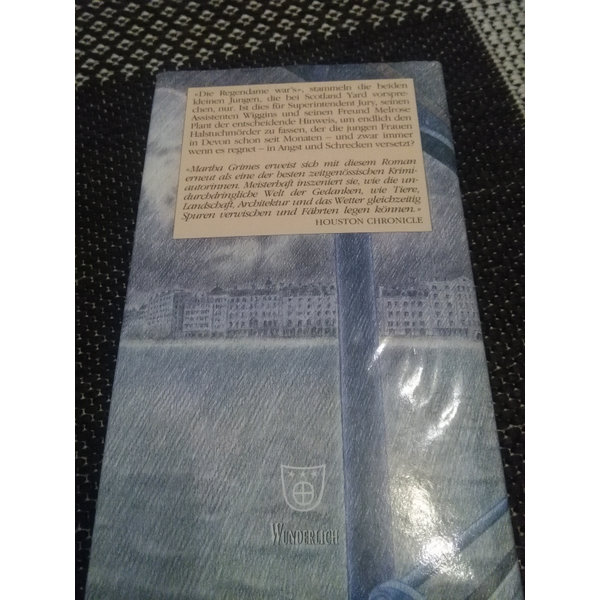 «Die Regendame war's», stammeln die beiden
kleinen Jungen, die bei Scotland Yard vorspre-
chen, nur. Ist dies für Superintendent Jury, seinen
Assistenten Wiggins und seinen Freund Melrose
Plant der entscheidende Hinweis, um endlich den
Halstuchmörder zu fassen, der die jungen Frauen
in Devon schon seit Monaten – und zwar immer
wenn es regnet – in Angst und Schrecken versetzt?
«Martha Grimes erweist sich mit diesem Roman
erneut als eine der besten zeitgenössischen Krimi-
autorinnen. Meisterhaft inszeniert sie, wie die un-
durchdringliche Welt der Gedanken, wie Tiere,
Landschaft, Architektur und das Wetter gleichzeitig
Spuren verwischen und Fährten legen können.»
HOUSTON CHRONICLE
WUNDERLICH